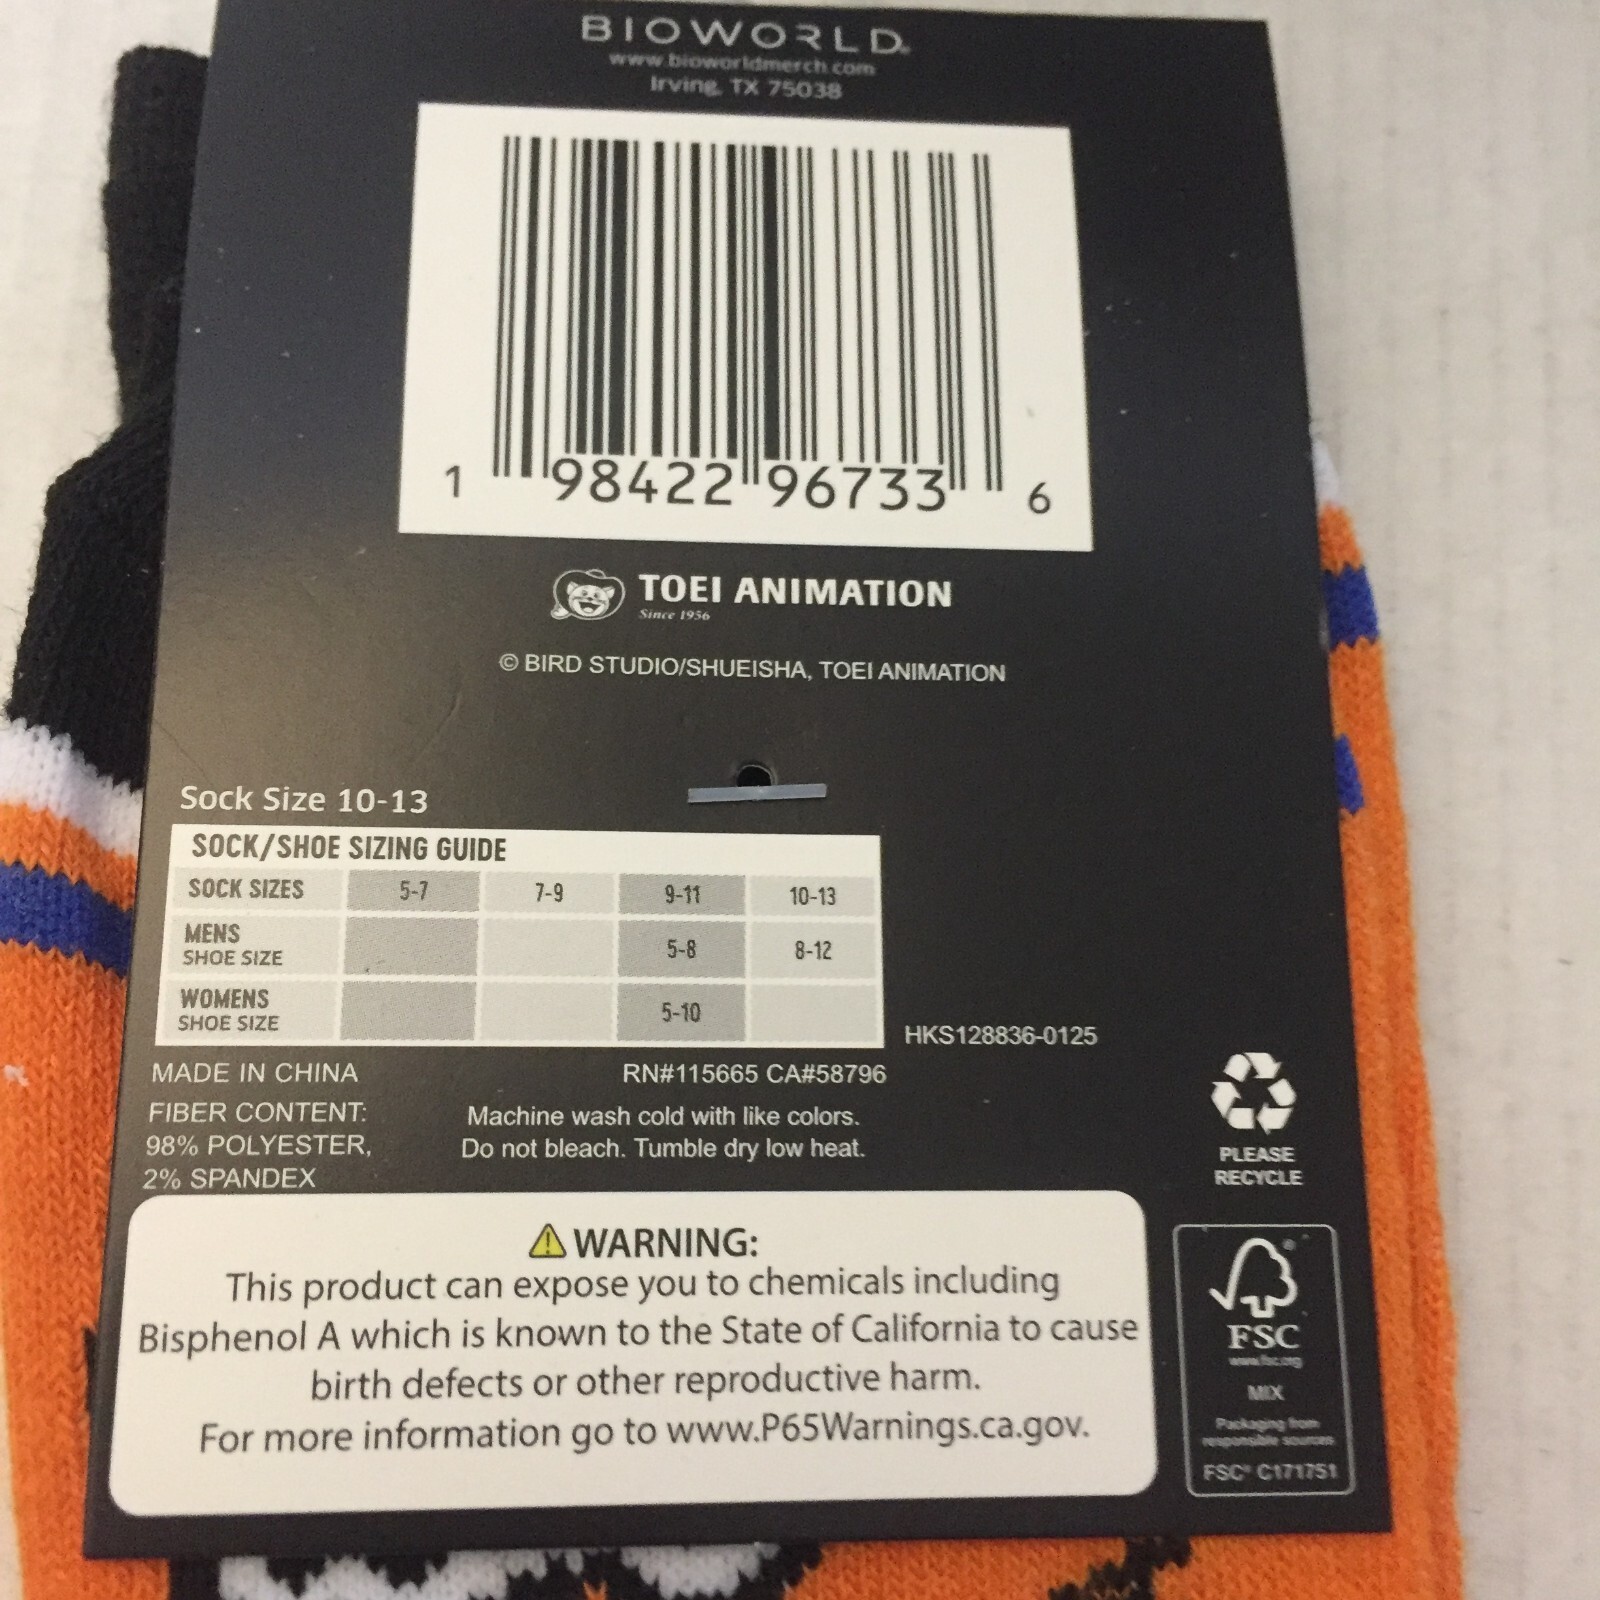 BIOWORLD
www.bioworldmerch.com
Irving, TX 75038
1 98422 96733 6
TOEI ANIMATION
Since 1956
© BIRD STUDIO/SHUEISHA, TOEI ANIMATION
Sock Size 10-13
SOCK/SHOE SIZING GUIDE
SOCK SIZES 5-7 7-9 9-11 10-13
MENS
SHOE SIZE 5-8 8-12
WOMENS
SHOE SIZE 5-10
HKS128836-0125
MADE IN CHINA
RN#115665 CA#58796
FIBER CONTENT:
98% POLYESTER,
2% SPANDEX
Machine wash cold with like colors.
Do not bleach. Tumble dry low heat.
PLEASE
RECYCLE
⚠ WARNING:
This product can expose you to chemicals including
Bisphenol A which is known to the State of California to cause
birth defects or other reproductive harm.
For more information go to www.P65Warnings.ca.gov.
FSC
www.fsc.org
MIX
Packaging from
responsible sources
FSC® C171751